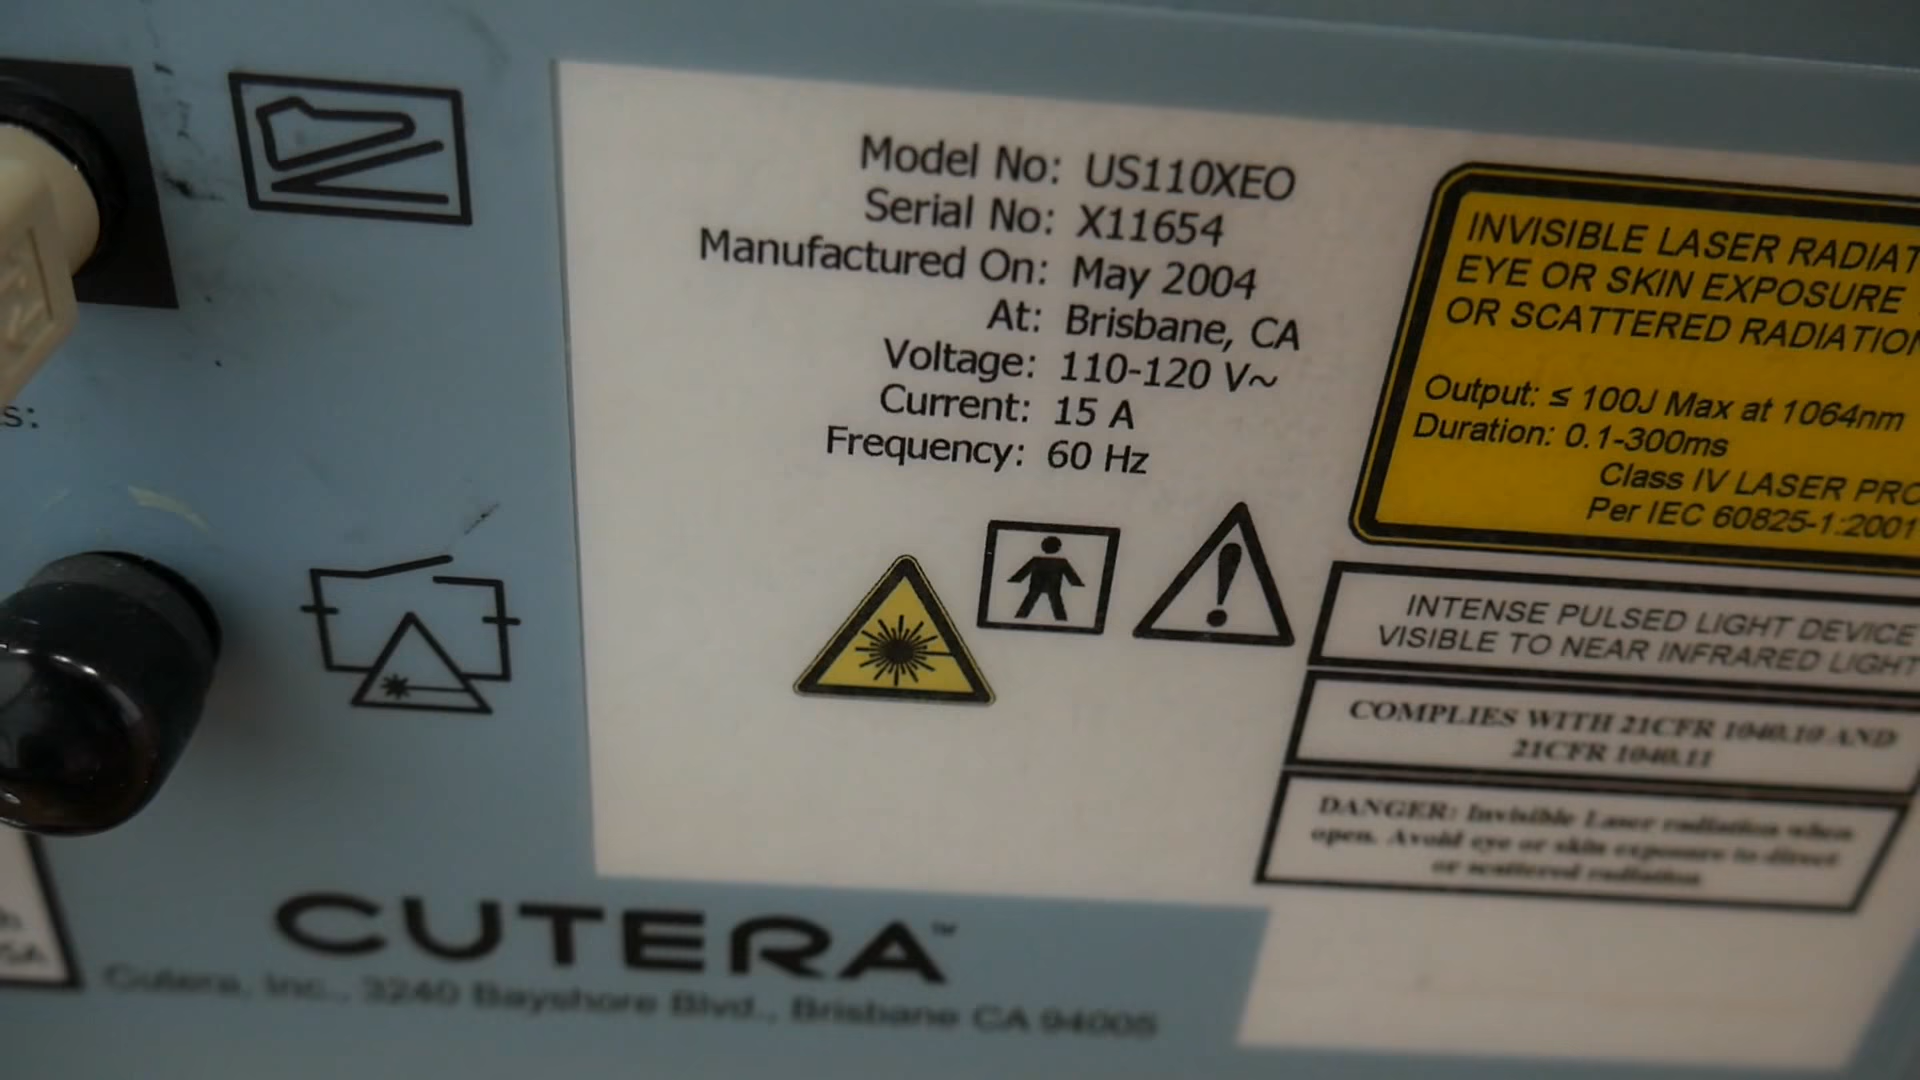 Model No: US110XEO
Serial No: X11654
Manufactured On: May 2004
At: Brisbane, CA
Voltage: 110-120 V~
Current: 15 A
Frequency: 60 Hz
INVISIBLE LASER RADIAT
EYE OR SKIN EXPOSURE
OR SCATTERED RADIATION
Output: ≤ 100J Max at 1064nm
Duration: 0.1-300ms
Class IV LASER PRO
Per IEC 60825-1:2001
INTENSE PULSED LIGHT DEVICE
VISIBLE TO NEAR INFRARED LIGHT
COMPLIES WITH 21CFR 1040.10 AND
21CFR 1040.11
DANGER: Invisible Laser radiation when
open. Avoid eye or skin exposure to direct
or scattered radiation
s:
CUTERA™
Cutera, Inc., 3240 Bayshore Blvd., Brisbane CA 94005